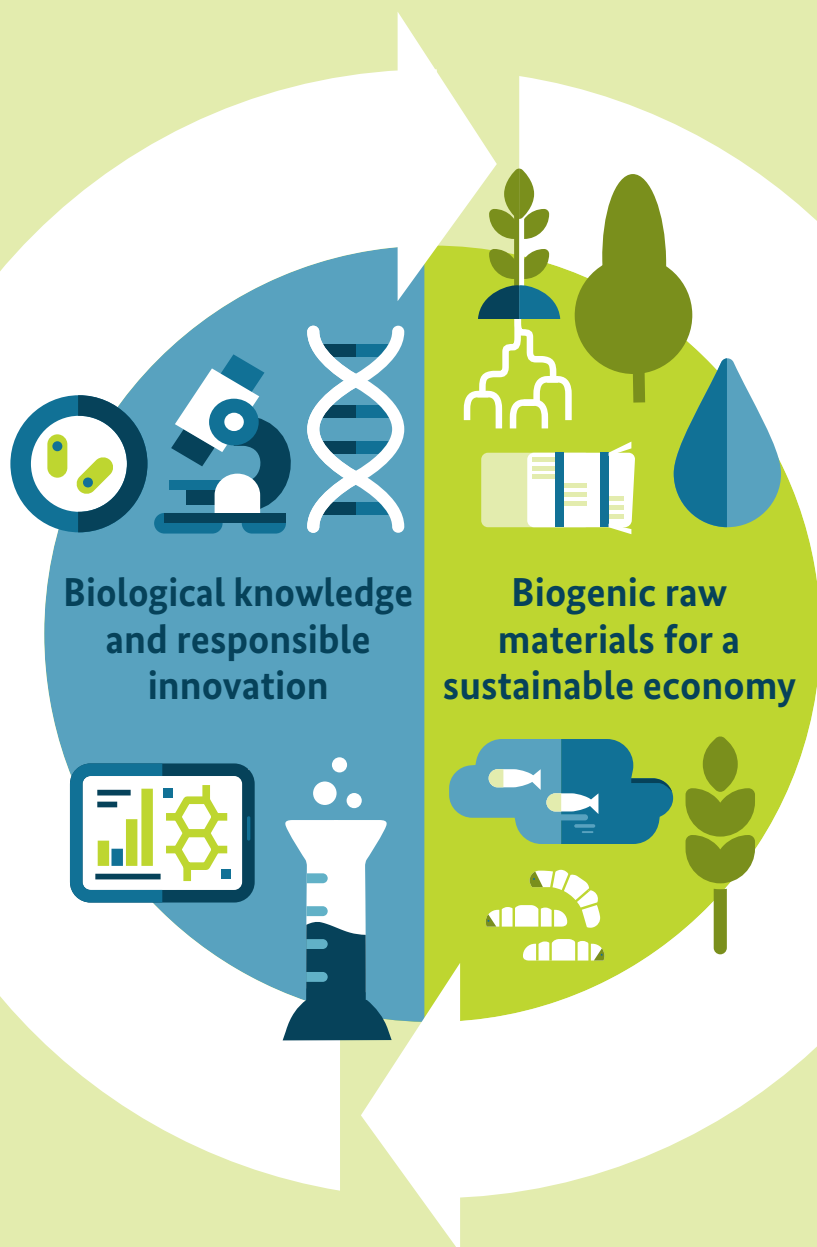 Biological knowledge
and responsible
innovation
Biogenic raw
materials for a
sustainable economy